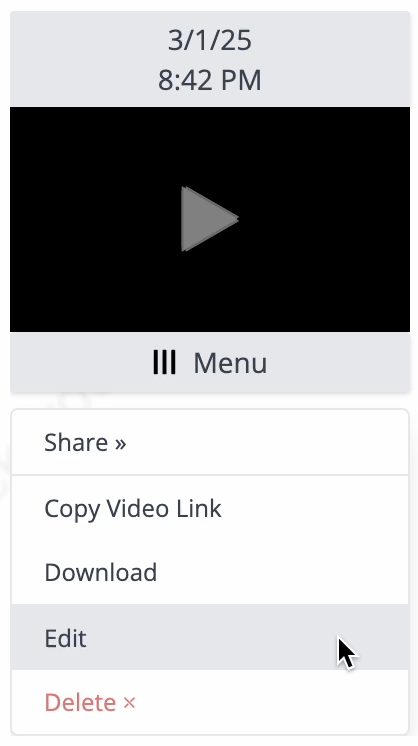 3/1/25
8:42 PM
Menu
Share »
Copy Video Link
Download
Edit
Delete ×